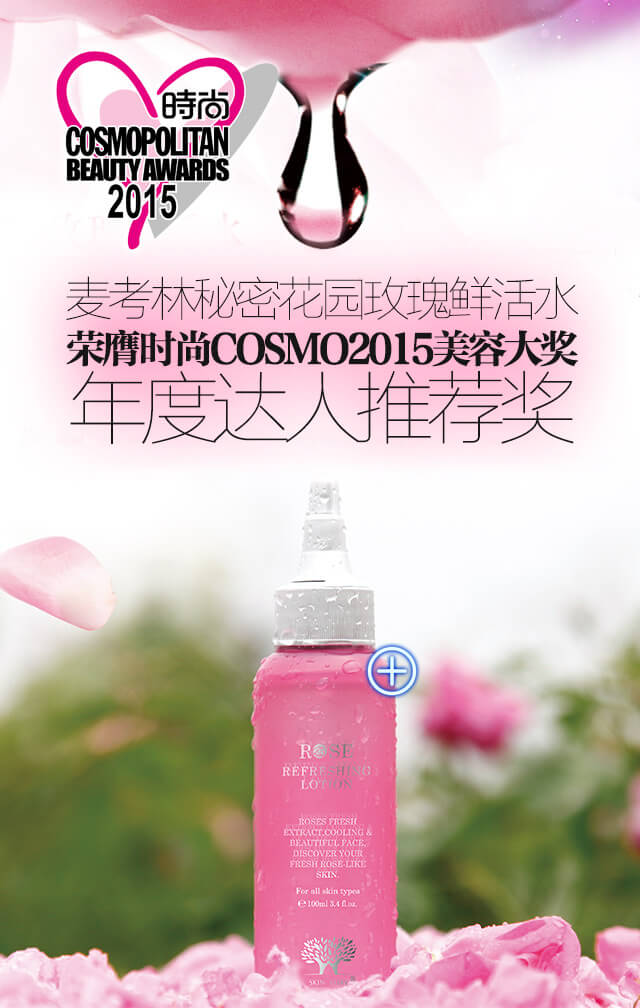 時尚
COSMOPOLITAN
BEAUTY AWARDS
2015
麦考林秘密花园玫瑰鲜活水
荣膺时尚COSMO2015美容大奖
年度达人推荐奖
ROSE
REFRESHING
LOTION
ROSES FRESH
EXTRACT,COOLING &
BEAUTIFUL FACE,
DISCOVER YOUR
FRESH ROSE-LIKE
SKIN.
For all skin types
℮100ml 3.4 fl.oz.
SKIN